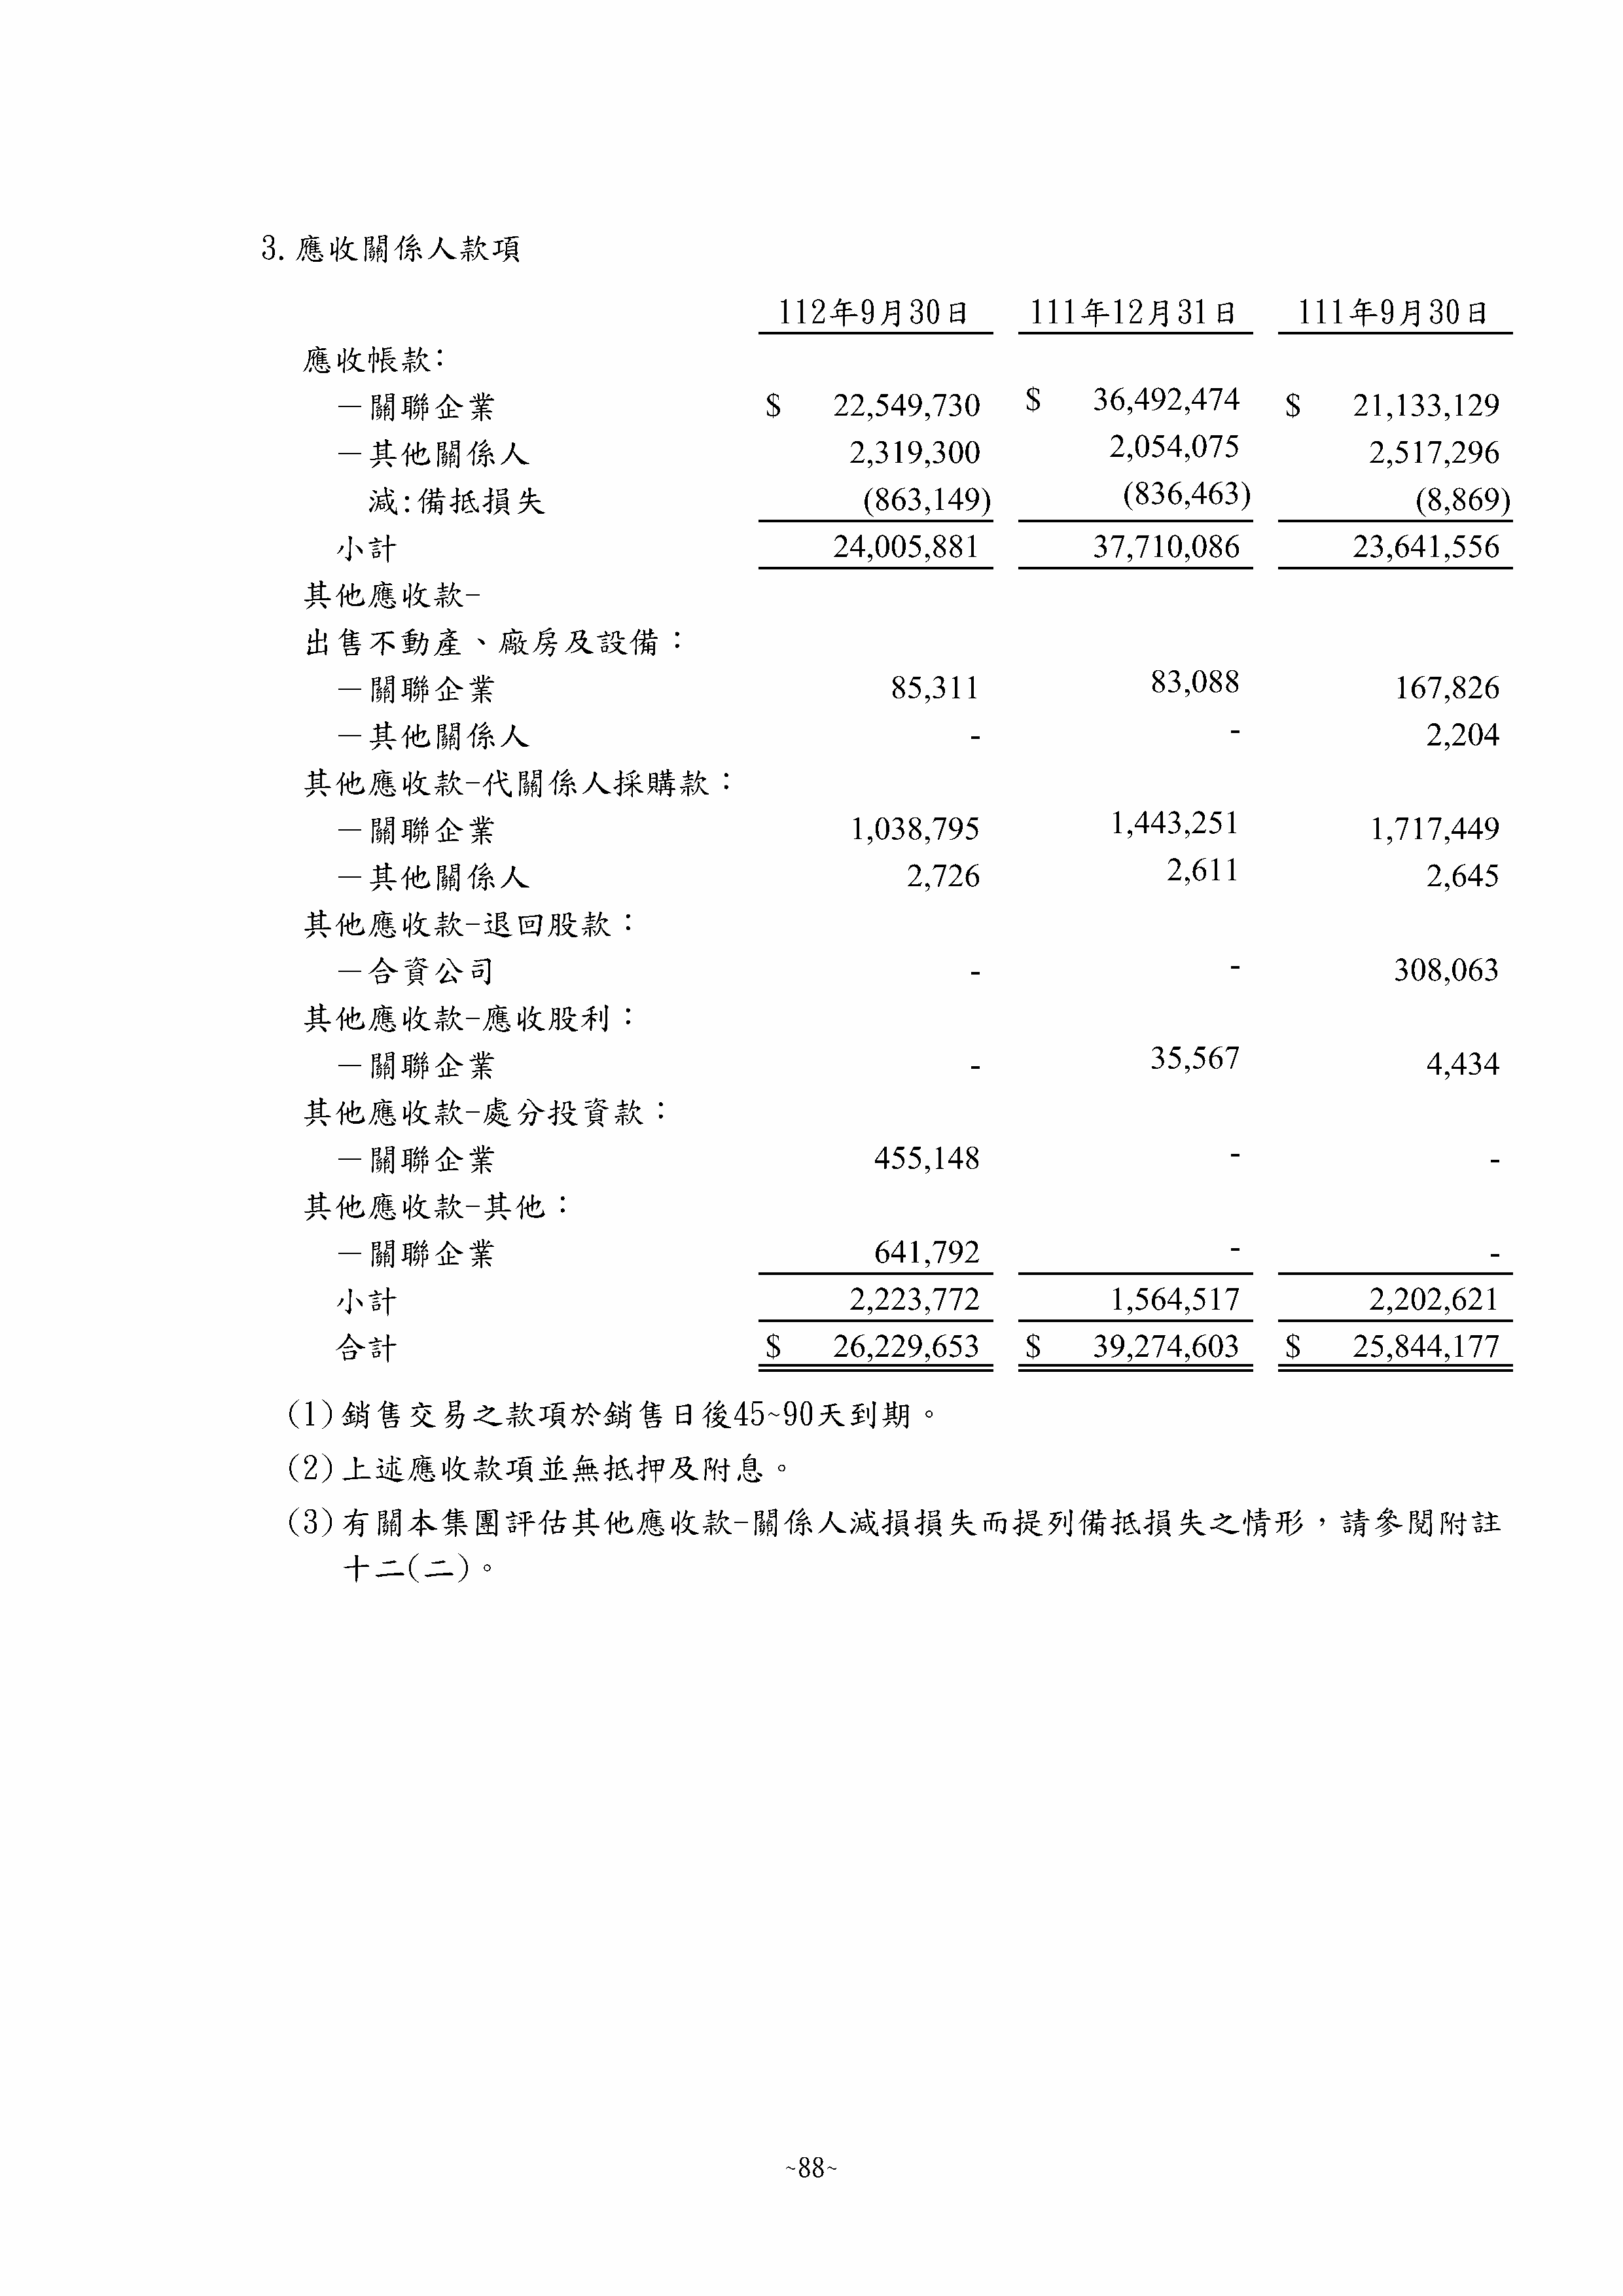 3.應收關係人款項
112年9月30日 111年12月31日 111年9月30日
應收帳款:
－關聯企業 $ 22,549,730 $ 36,492,474 $ 21,133,129
－其他關係人 2,319,300 2,054,075 2,517,296
減:備抵損失 (863,149) (836,463) (8,869)
小計 24,005,881 37,710,086 23,641,556
其他應收款-
出售不動產、廠房及設備：
－關聯企業 85,311 83,088 167,826
－其他關係人 - - 2,204
其他應收款-代關係人採購款：
－關聯企業 1,038,795 1,443,251 1,717,449
－其他關係人 2,726 2,611 2,645
其他應收款-退回股款：
－合資公司 - - 308,063
其他應收款-應收股利：
－關聯企業 - 35,567 4,434
其他應收款-處分投資款：
－關聯企業 455,148 - -
其他應收款-其他：
－關聯企業 641,792 - -
小計 2,223,772 1,564,517 2,202,621
合計 $ 26,229,653 $ 39,274,603 $ 25,844,177
(1)銷售交易之款項於銷售日後45~90天到期。
(2)上述應收款項並無抵押及附息。
(3)有關本集團評估其他應收款-關係人減損損失而提列備抵損失之情形，請參閱附註
十二(二)。
~88~